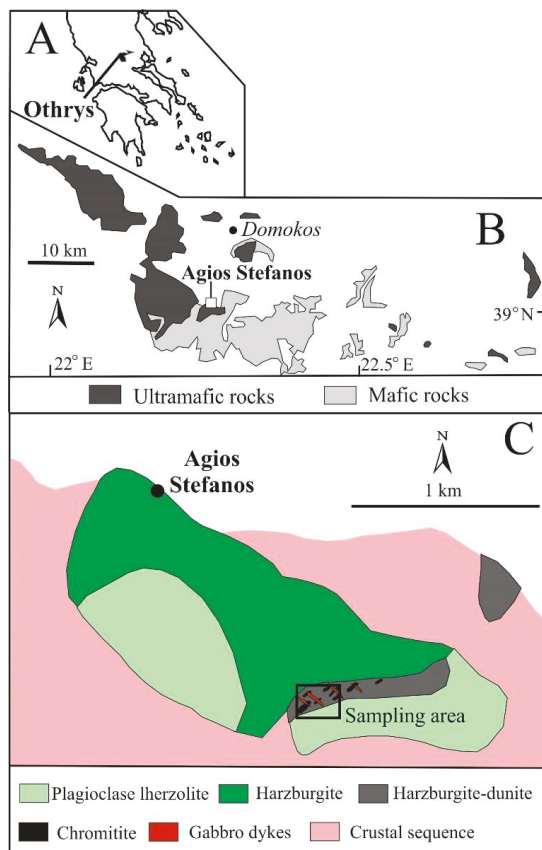 A
Othrys
B
Domokos
10 km
Agios Stefanos
N
39° N
22° E
22.5° E
Ultramafic rocks
Mafic rocks
C
N
Agios
Stefanos
1 km
Sampling area
Plagioclase lherzolite
Harzburgite
Harzburgite-dunite
Chromitite
Gabbro dykes
Crustal sequence